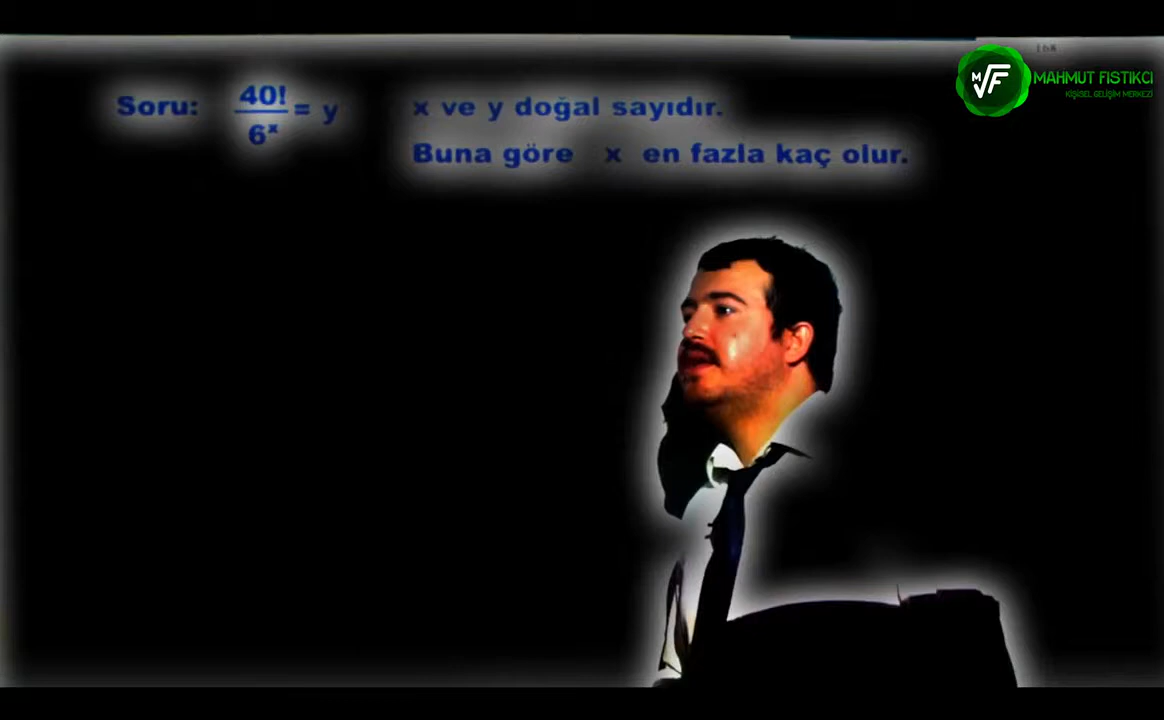 168
MAHMUT FISTIKCI
KİŞİSEL GELİŞİM MERKEZİ
Soru: 40!/6ˣ = y x ve y doğal sayıdır.
Buna göre x en fazla kaç olur.